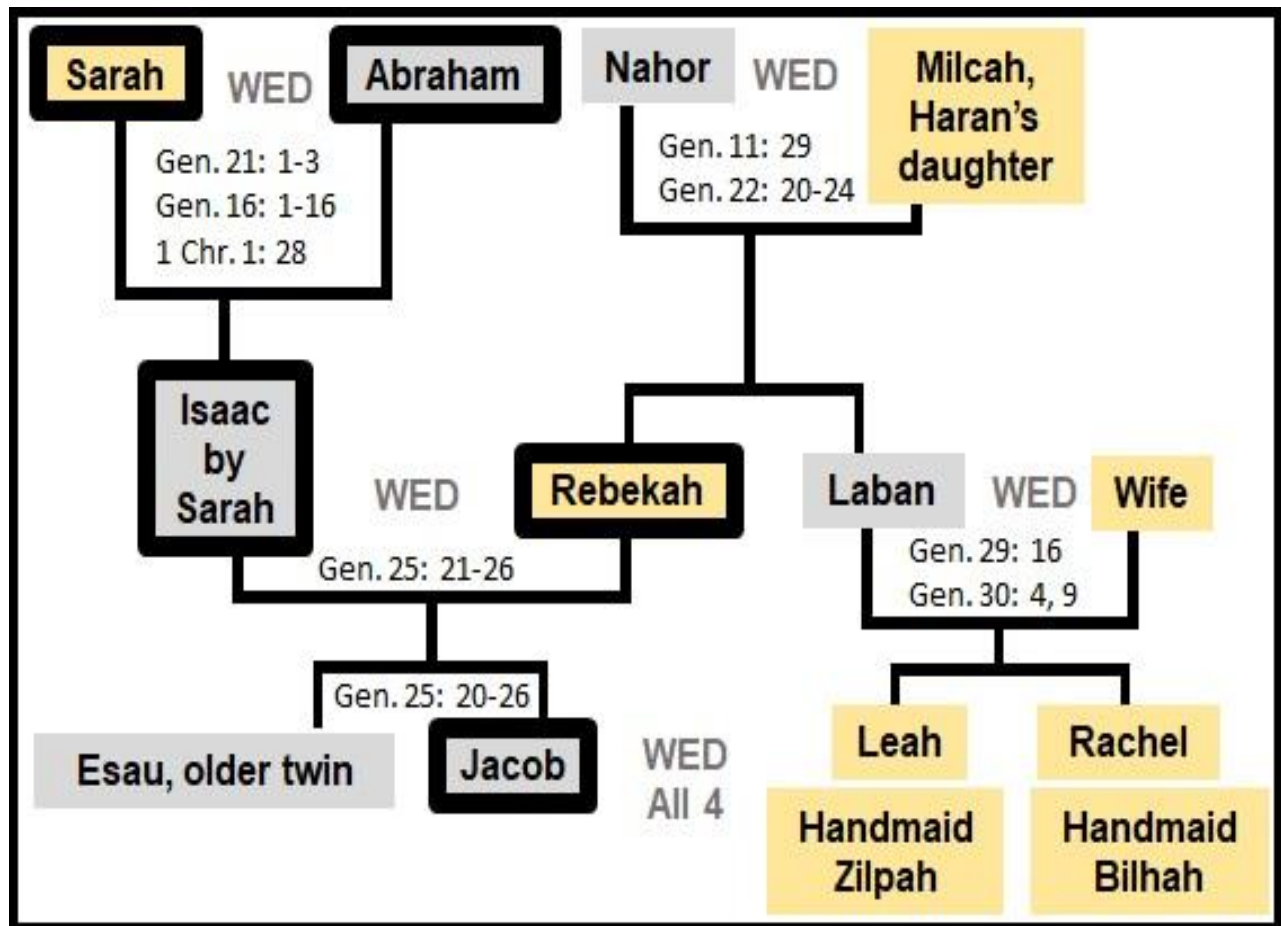 Sarah
WED
Abraham
Nahor
WED
Milcah,
Haran's
daughter
Gen. 21: 1-3
Gen. 16: 1-16
1 Chr. 1: 28
Gen. 11: 29
Gen. 22: 20-24
Isaac
by
Sarah
WED
Rebekah
Laban
WED
Wife
Gen. 25: 21-26
Gen. 29: 16
Gen. 30: 4, 9
Gen. 25: 20-26
Esau, older twin
Jacob
WED
All 4
Leah
Rachel
Handmaid
Zilpah
Handmaid
Bilhah